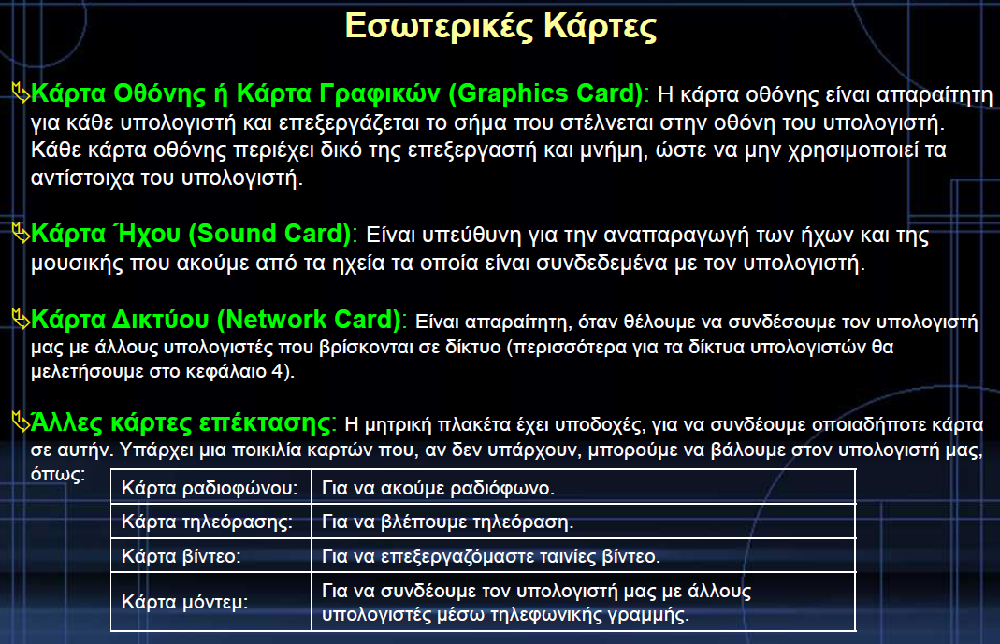 Εσωτερικές Κάρτες
Κάρτα Οθόνης ή Κάρτα Γραφικών (Graphics Card): Η κάρτα οθόνης είναι απαραίτητη
για κάθε υπολογιστή και επεξεργάζεται το σήμα που στέλνεται στην οθόνη του υπολογιστή.
Κάθε κάρτα οθόνης περιέχει δικό της επεξεργαστή και μνήμη, ώστε να μην χρησιμοποιεί τα
αντίστοιχα του υπολογιστή.
Κάρτα Ήχου (Sound Card): Είναι υπεύθυνη για την αναπαραγωγή των ήχων και της
μουσικής που ακούμε από τα ηχεία τα οποία είναι συνδεδεμένα με τον υπολογιστή.
Κάρτα Δικτύου (Network Card): Είναι απαραίτητη, όταν θέλουμε να συνδέσουμε τον υπολογιστή
μας με άλλους υπολογιστές που βρίσκονται σε δίκτυο (περισσότερα για τα δίκτυα υπολογιστών θα
μελετήσουμε στο κεφάλαιο 4).
Άλλες κάρτες επέκτασης: Η μητρική πλακέτα έχει υποδοχές, για να συνδέουμε οποιαδήποτε κάρτα
σε αυτήν. Υπάρχει μια ποικιλία καρτών που, αν δεν υπάρχουν, μπορούμε να βάλουμε στον υπολογιστή μας,
όπως:
Κάρτα ραδιοφώνου: Για να ακούμε ραδιόφωνο.
Κάρτα τηλεόρασης: Για να βλέπουμε τηλεόραση.
Κάρτα βίντεο: Για να επεξεργαζόμαστε ταινίες βίντεο.
Κάρτα μόντεμ: Για να συνδέουμε τον υπολογιστή μας με άλλους
υπολογιστές μέσω τηλεφωνικής γραμμής.